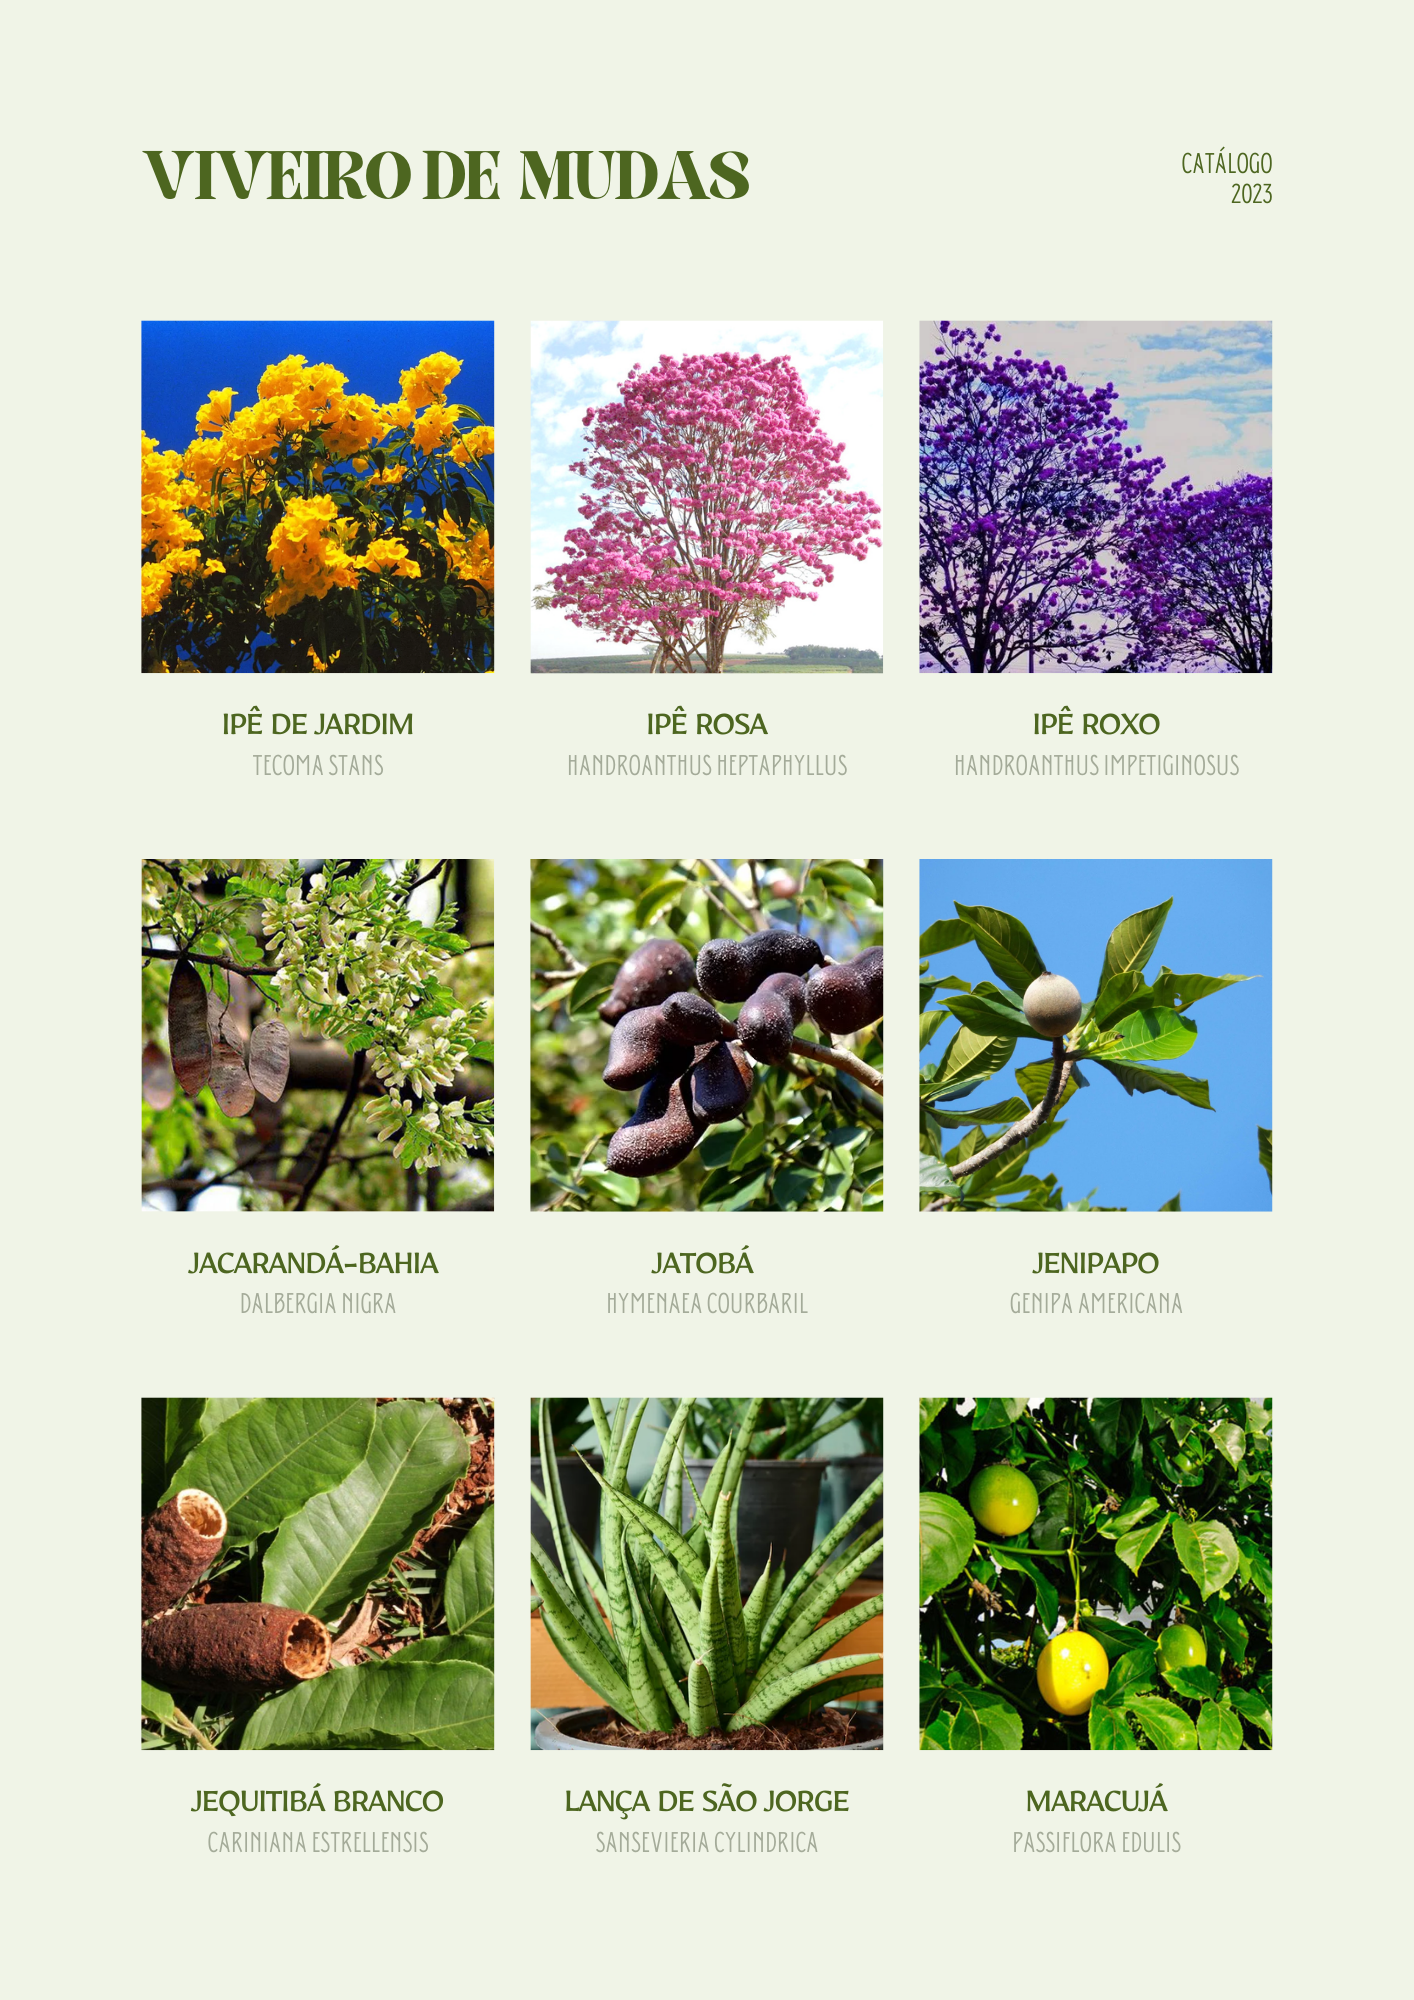 VIVEIRO DE MUDAS
CATÁLOGO
2023
IPÊ DE JARDIM
TECOMA STANS
IPÊ ROSA
HANDROANTHUS HEPTAPHYLLUS
IPÊ ROXO
HANDROANTHUS IMPETIGINOSUS
JACARANDÁ-BAHIA
DALBERGIA NIGRA
JATOBÁ
HYMENAEA COURBARIL
JENIPAPO
GENIPA AMERICANA
JEQUITIBÁ BRANCO
CARINIANA ESTRELLENSIS
LANÇA DE SÃO JORGE
SANSEVIERIA CYLINDRICA
MARACUJÁ
PASSIFLORA EDULIS